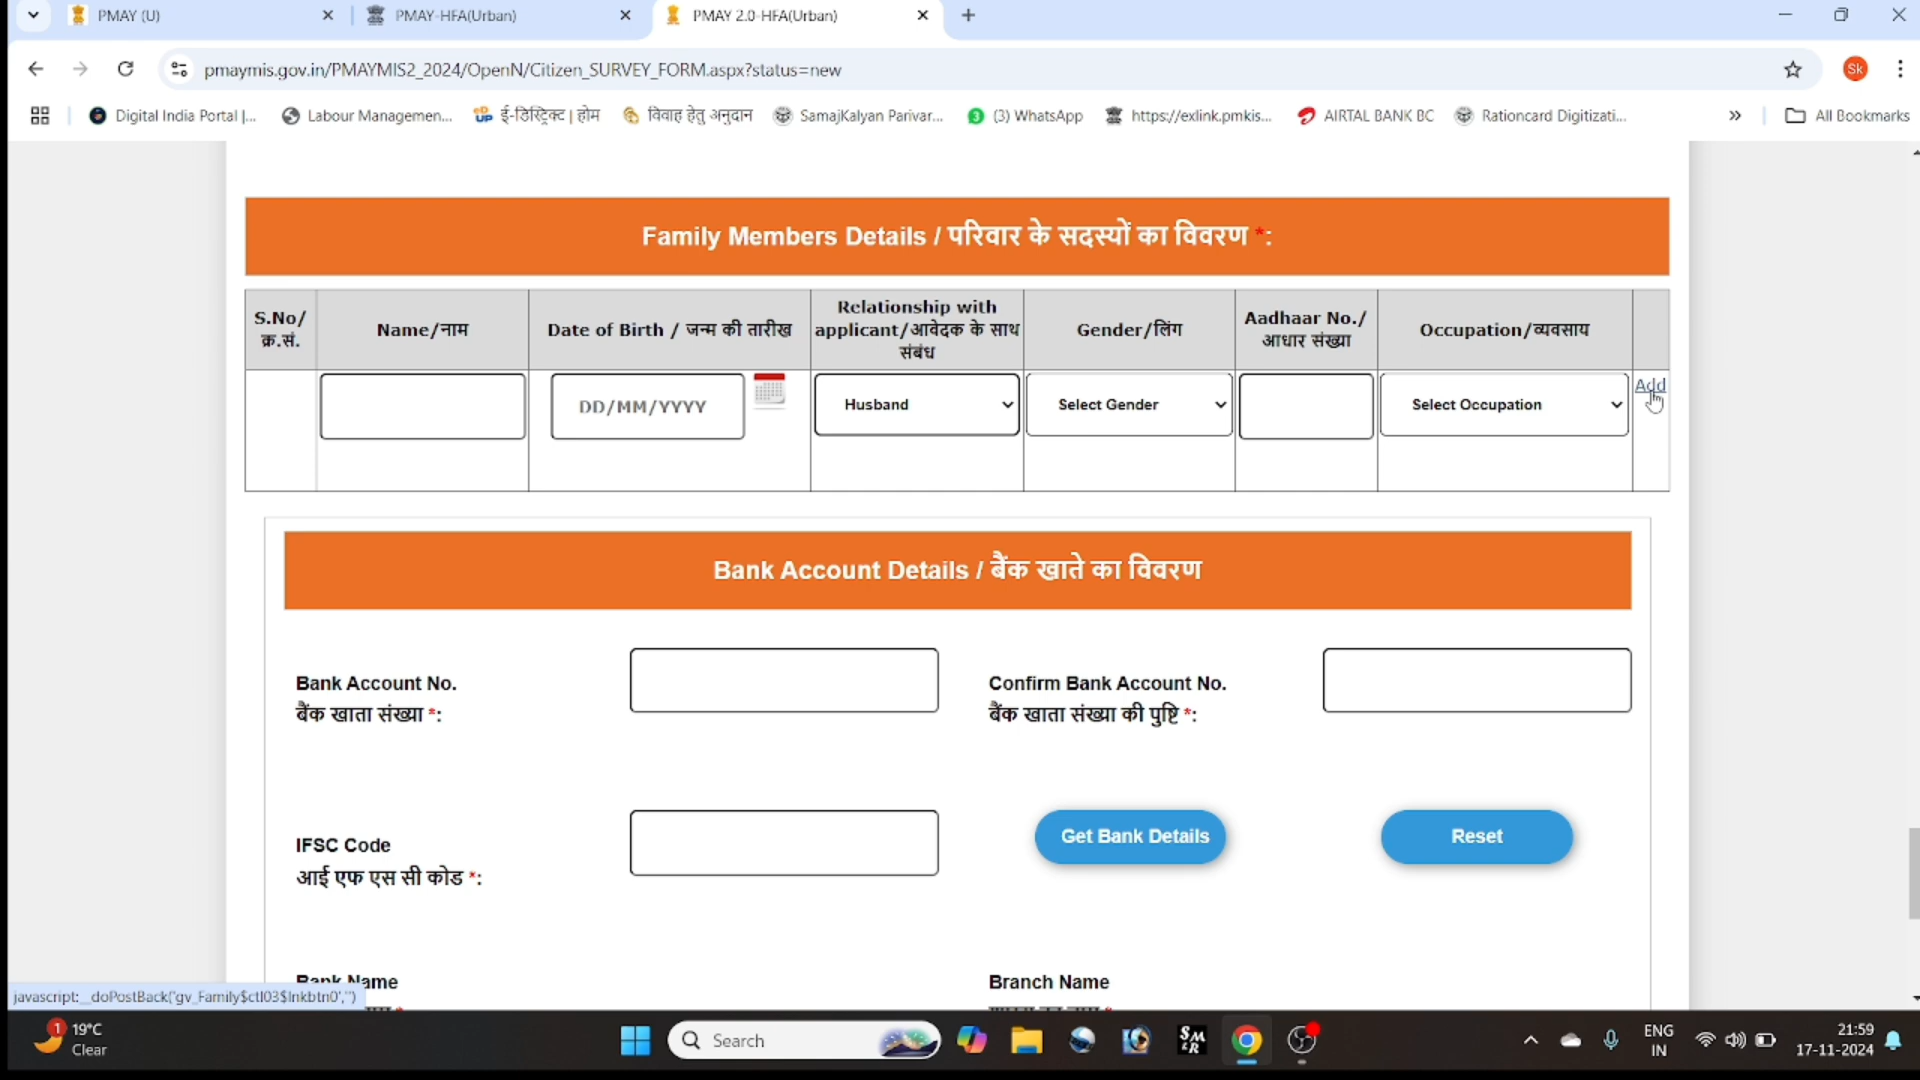 PMAY (U)
PMAY-HFA(Urban)
PMAY 2.0-HFA(Urban)
pmaymis.gov.in/PMAYMIS2_2024/OpenN/Citizen_SURVEY_FORM.aspx?status=new
Sk
Digital India Portal |...
Labour Managemen...
ई-डिस्ट्रिक्ट | होम
विवाह हेतु अनुदान
SamajKalyan Parivar...
(3) WhatsApp
https://exlink.pmkis...
AIRTAL BANK BC
Rationcard Digitizati...
All Bookmarks
Family Members Details / परिवार के सदस्यों का विवरण *:
S.No/
क्र.सं.
Name/नाम
Date of Birth / जन्म की तारीख
Relationship with
applicant/आवेदक के साथ
संबंध
Gender/लिंग
Aadhaar No./
आधार संख्या
Occupation/व्यवसाय
DD/MM/YYYY
Husband
Select Gender
Select Occupation
Add
Bank Account Details / बैंक खाते का विवरण
Bank Account No.
बैंक खाता संख्या *:
Confirm Bank Account No.
बैंक खाता संख्या की पुष्टि *:
IFSC Code
आई एफ एस सी कोड *:
Get Bank Details
Reset
Bank Name
Branch Name
javascript:__doPostBack('gv_Family$ctl03$lnkbtn0','')
1
19°C
Clear
Search
SM
&R
ENG
IN
21:59
17-11-2024